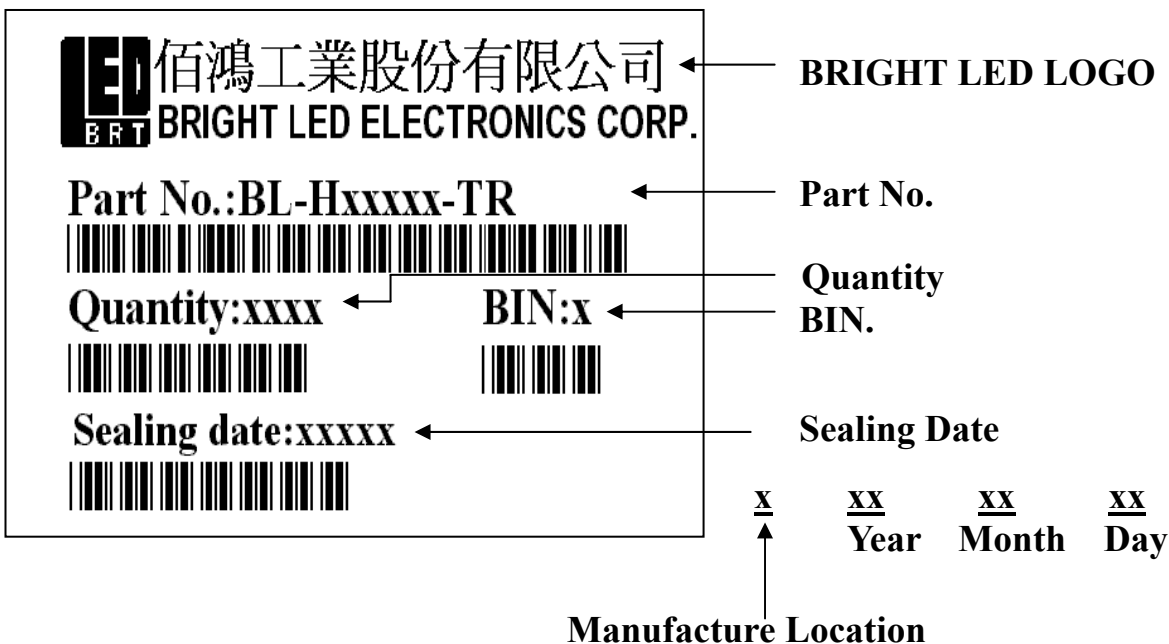 LED 佰鴻工業股份有限公司 BRIGHT LED LOGO
BRT BRIGHT LED ELECTRONICS CORP.
Part No.:BL-Hxxxxx-TR Part No.
Quantity
Quantity:xxxx BIN:x BIN.
Sealing date:xxxxx Sealing Date
x xx xx xx
Year Month Day
Manufacture Location